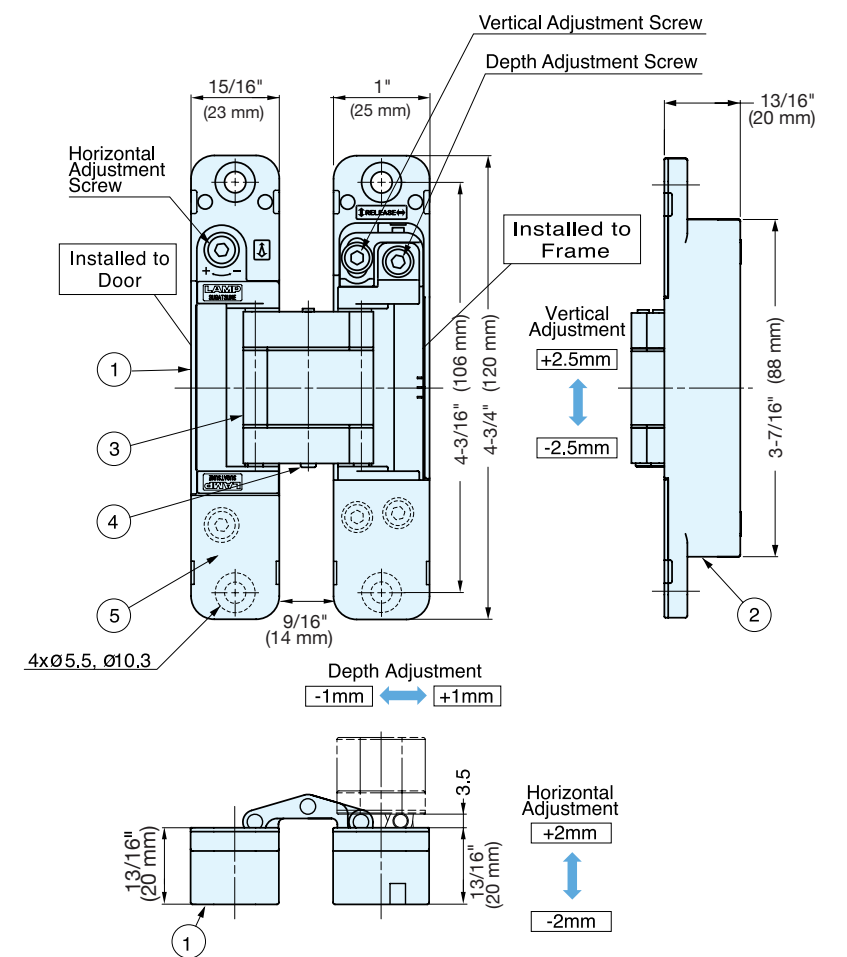 Vertical Adjustment Screw
Depth Adjustment Screw
15/16"
(23 mm)
1"
(25 mm)
13/16"
(20 mm)
Horizontal
Adjustment
Screw
RELEASE
Installed to
Door
Installed to
Frame
+ −
LAMP
SUGATSUNE
1
3
4
5
4-3/16" (106 mm)
4-3/4" (120 mm)
Vertical
Adjustment
+2.5mm
-2.5mm
3-7/16" (88 mm)
LAMP
SUGATSUNE
2
9/16"
(14 mm)
4xØ5.5, Ø10.3
Depth Adjustment
-1mm
+1mm
3.5
Horizontal
Adjustment
+2mm
-2mm
13/16"
(20 mm)
13/16"
(20 mm)
1